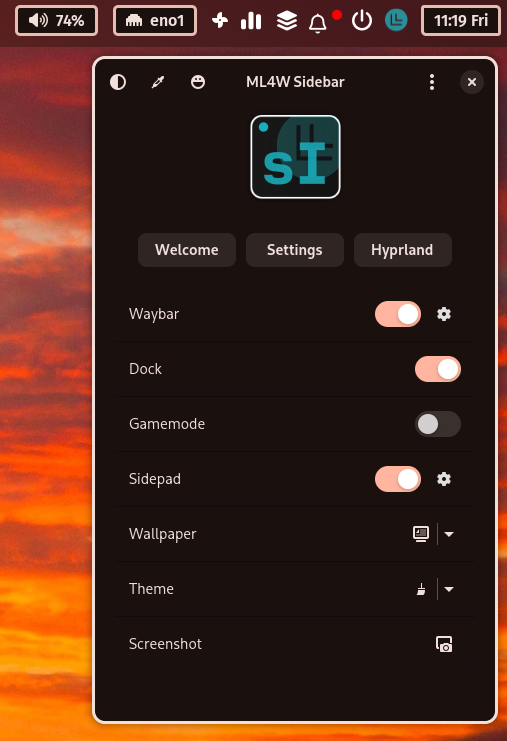 74% eno1 11:19 Fri
ML4W Sidebar
sI
Welcome Settings Hyprland
Waybar
Dock
Gamemode
Sidepad
Wallpaper
Theme
Screenshot